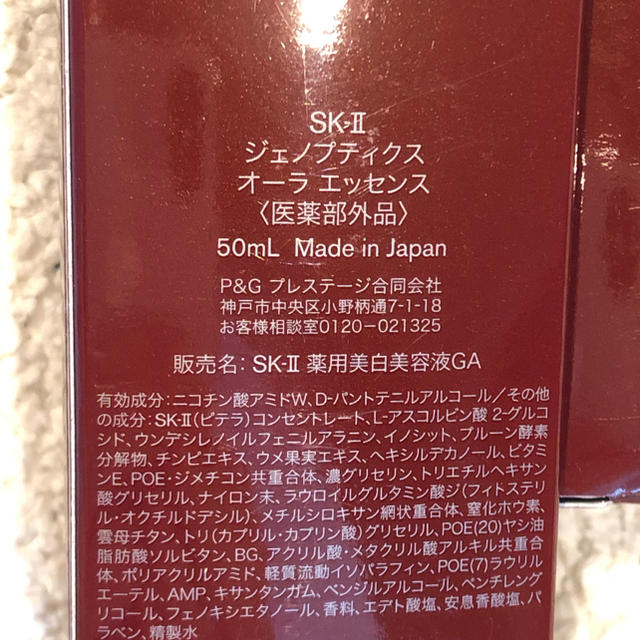 SK-Ⅱ
ジェノプティクス
オーラ エッセンス
〈医薬部外品〉
50mL Made in Japan
P&G プレステージ合同会社
神戸市中央区小野柄通7-1-18
お客様相談室0120-021325
販売名: SK-Ⅱ 薬用美白美容液GA
有効成分: ニコチン酸アミドW、D-パントテニルアルコール/その他
の成分: SK-Ⅱ(ピテラ)コンセントレート、L-アスコルビン酸 2-グルコ
シド、ウンデシレノイルフェニルアラニン、イノシット、プルーン酵素
分解物、チンピエキス、ウメ果実エキス、ヘキシルデカノール、ビタミ
ンE、POE・ジメチコン共重合体、濃グリセリン、トリエチルヘキサン
酸グリセリル、ナイロン末、ラウロイルグルタミン酸ジ(フィトステリ
ル・オクチルドデシル)、メチルシロキサン網状重合体、窒化ホウ素、
雲母チタン、トリ(カプリル・カプリン酸)グリセリル、POE(20)ヤシ油
脂肪酸ソルビタン、BG、アクリル酸・メタクリル酸アルキル共重合
体、ポリアクリルアミド、軽質流動イソパラフィン、POE(7)ラウリル
エーテル、AMP、キサンタンガム、ベンジルアルコール、ペンチレング
リコール、フェノキシエタノール、香料、エデト酸塩、安息香酸塩、パ
ラベン、精製水